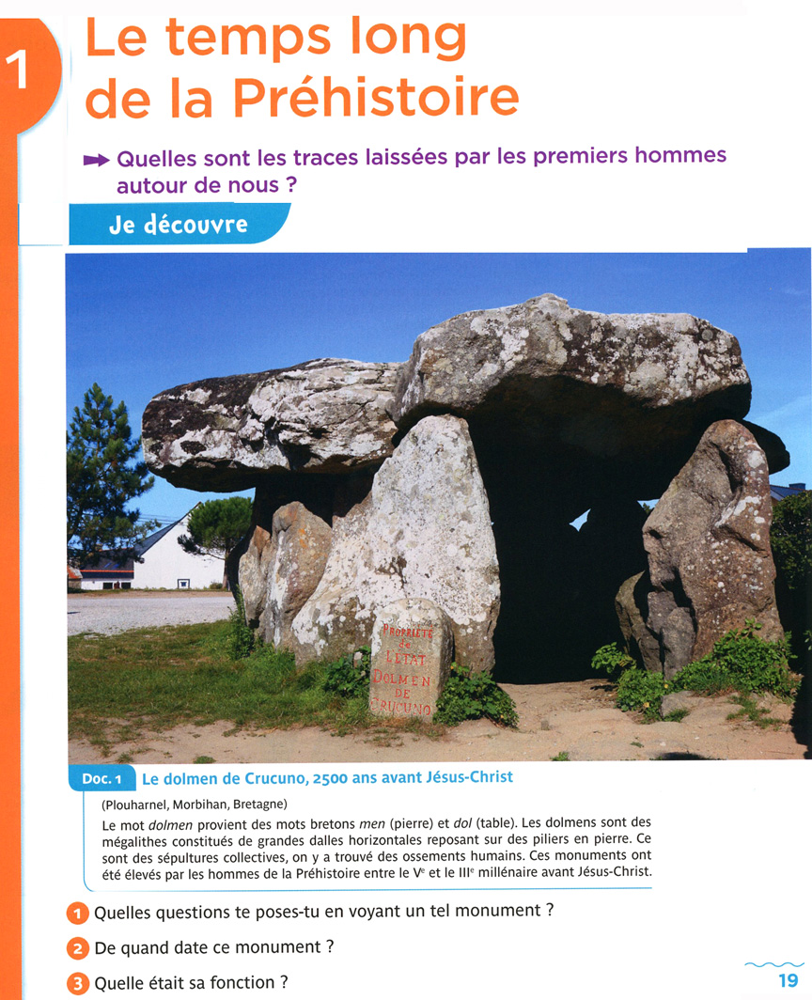 1
Le temps long
de la Préhistoire
Quelles sont les traces laissées par les premiers hommes
autour de nous ?
Je découvre
PROPRIÉTÉ
de
L'ETAT
DOLMEN
DE
CRUCUNO
Doc. 1 Le dolmen de Crucuno, 2500 ans avant Jésus-Christ
(Plouharnel, Morbihan, Bretagne)
Le mot dolmen provient des mots bretons men (pierre) et dol (table). Les dolmens sont des
mégalithes constitués de grandes dalles horizontales reposant sur des piliers en pierre. Ce
sont des sépultures collectives, on y a trouvé des ossements humains. Ces monuments ont
été élevés par les hommes de la Préhistoire entre le Ve et le IIIe millénaire avant Jésus-Christ.
1 Quelles questions te poses-tu en voyant un tel monument ?
2 De quand date ce monument ?
3 Quelle était sa fonction ?
19